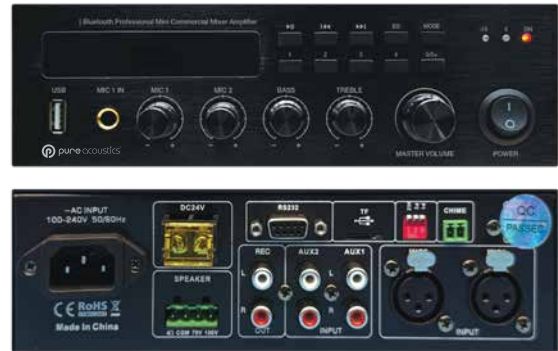 Bluetooth Professional Mini Commercial Mixer Amplifier
EQ MODE
1 2 3 4
USB MIC 1 IN MIC 1 MIC 2 BASS TREBLE
- + - + - + - +
MASTER VOLUME POWER
pure acoustics
~AC INPUT
100-240V 50/60Hz
DC24V
RS232
TF
CHIME
QC
PASSED
SPEAKER
REC AUX2 AUX1
L L
R R
4Ω COM 70V 100V
OUT INPUT INPUT
CE RoHS
Made in China